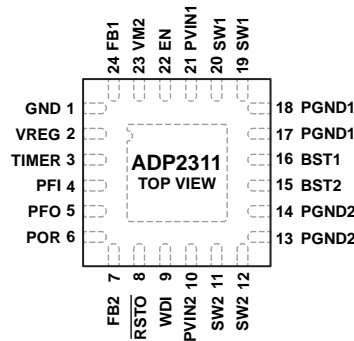 24 FB1
23 VM2
22 EN
21 PVIN1
20 SW1
19 SW1
GND 1
VREG 2
TIMER 3
PFI 4
PFO 5
POR 6
ADP2311
TOP VIEW
18 PGND1
17 PGND1
16 BST1
15 BST2
14 PGND2
13 PGND2
FB2 7
RSTO 8
WDI 9
PVIN2 10
SW2 11
SW2 12